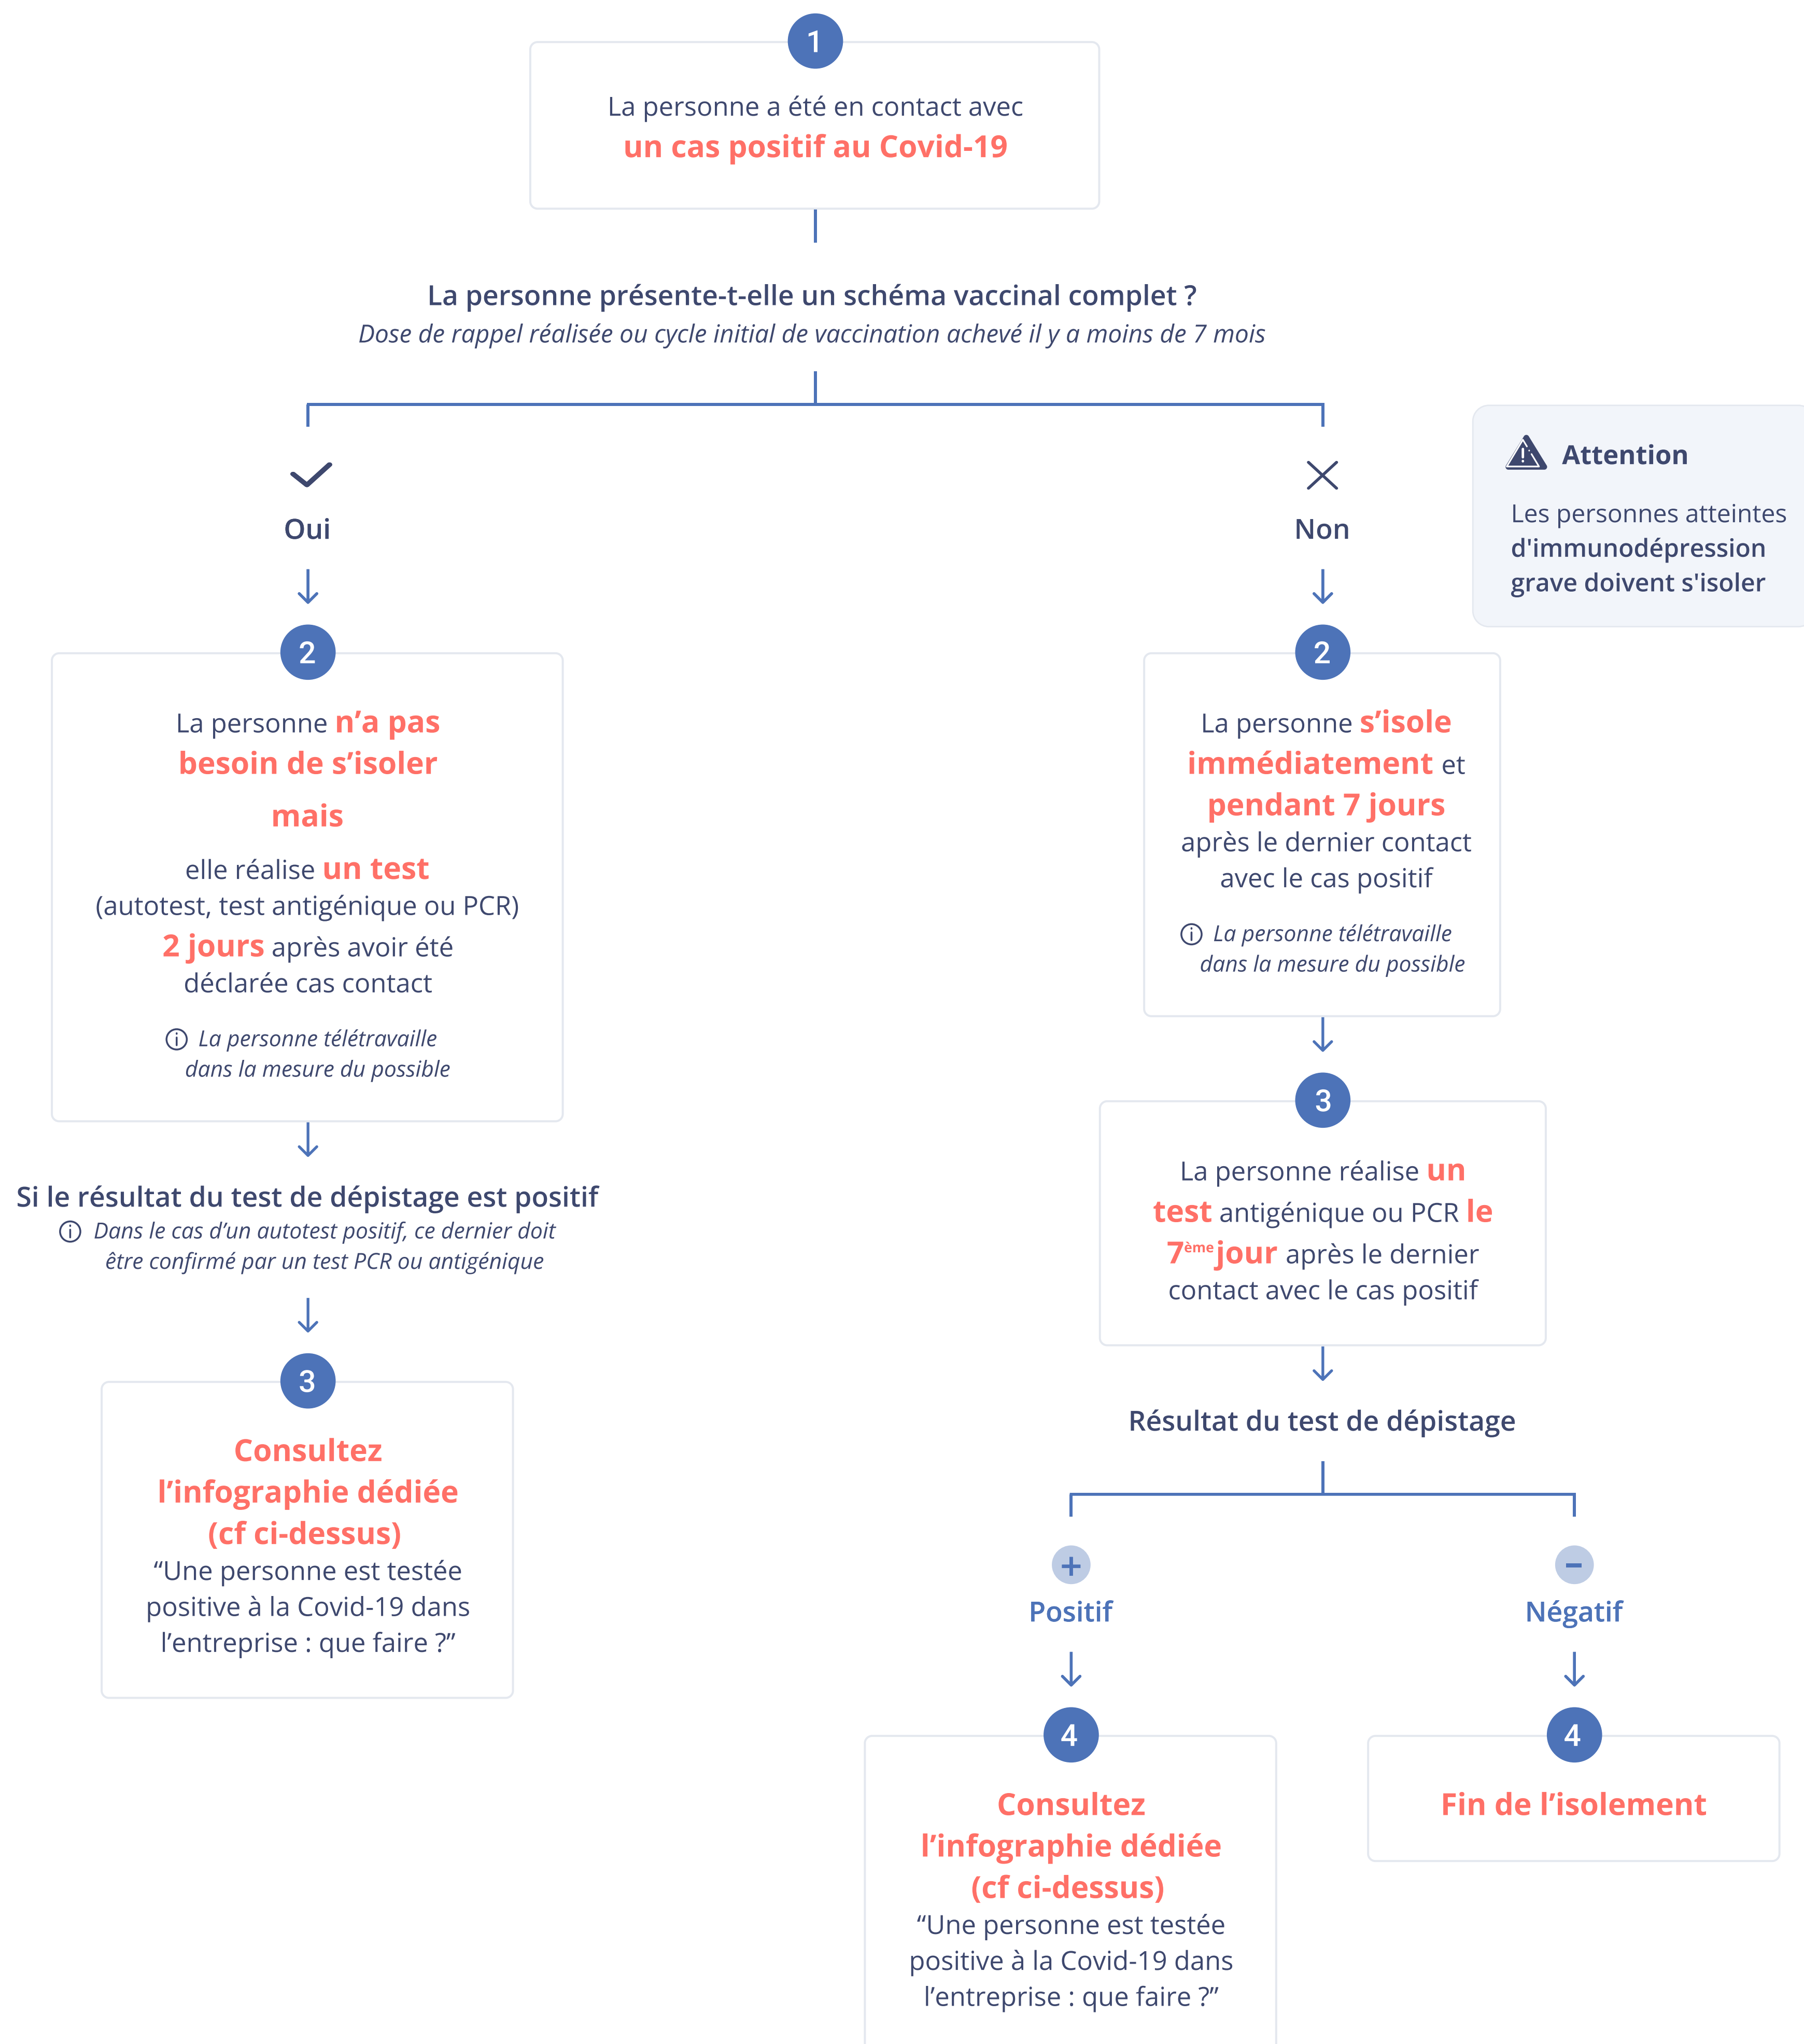 1
La personne a été en contact avec
un cas positif au Covid-19
La personne présente-t-elle un schéma vaccinal complet ?
Dose de rappel réalisée ou cycle initial de vaccination achevé il y a moins de 7 mois
Oui
2
La personne n’a pas
besoin de s’isoler
mais
elle réalise un test
(autotest, test antigénique ou PCR)
2 jours après avoir été
déclarée cas contact
La personne télétravaille
dans la mesure du possible
Si le résultat du test de dépistage est positif
Dans le cas d’un autotest positif, ce dernier doit
être confirmé par un test PCR ou antigénique
3
Consultez
l’infographie dédiée
(cf ci-dessus)
“Une personne est testée
positive à la Covid-19 dans
l’entreprise : que faire ?”
Non
2
La personne s’isole
immédiatement et
pendant 7 jours
après le dernier contact
avec le cas positif
La personne télétravaille
dans la mesure du possible
3
La personne réalise un
test antigénique ou PCR le
7ème jour après le dernier
contact avec le cas positif
Résultat du test de dépistage
+
Positif
4
Consultez
l’infographie dédiée
(cf ci-dessus)
“Une personne est testée
positive à la Covid-19 dans
l’entreprise : que faire ?”
−
Négatif
4
Fin de l’isolement
Attention
Les personnes atteintes
d'immunodépression
grave doivent s'isoler